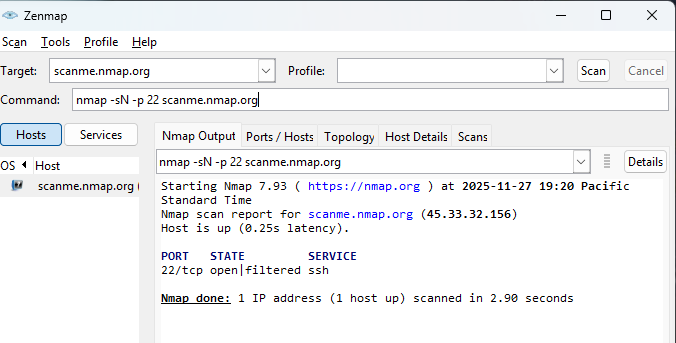 Zenmap
Scan Tools Profile Help
Target: scanme.nmap.org Profile: Scan Cancel
Command: nmap -sN -p 22 scanme.nmap.org
Hosts Services Nmap Output Ports / Hosts Topology Host Details Scans
OS Host nmap -sN -p 22 scanme.nmap.org Details
scanme.nmap.org (
Starting Nmap 7.93 ( https://nmap.org ) at 2025-11-27 19:20 Pacific
Standard Time
Nmap scan report for scanme.nmap.org (45.33.32.156)
Host is up (0.25s latency).
PORT STATE SERVICE
22/tcp open|filtered ssh
Nmap done: 1 IP address (1 host up) scanned in 2.90 seconds